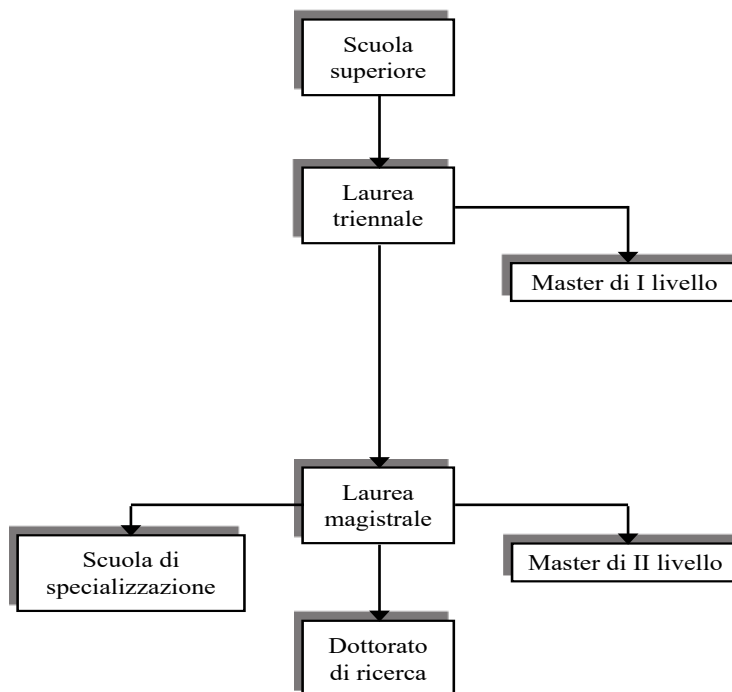 Scuola
superiore
Laurea
triennale
Master di I livello
Laurea
magistrale
Scuola di
specializzazione
Master di II livello
Dottorato
di ricerca